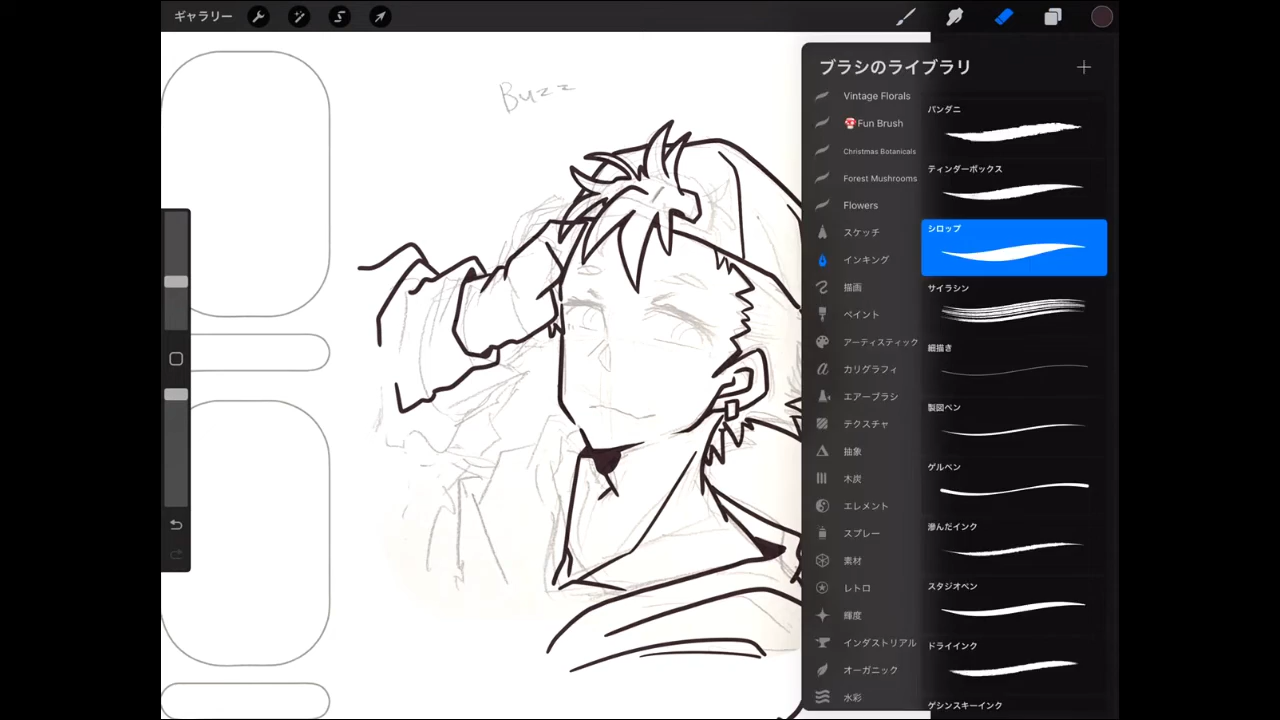 ギャラリー
Buzz
ブラシのライブラリ
Vintage Florals
🍄Fun Brush
Christmas Botanicals
Forest Mushrooms
Flowers
スケッチ
インキング
描画
ペイント
アーティスティック
カリグラフィ
エアーブラシ
テクスチャ
抽象
木炭
エレメント
スプレー
素材
レトロ
輝度
インダストリアル
オーガニック
水彩
バンダニ
ティンダーボックス
シロップ
サイラシン
細描き
製図ペン
ゲルペン
滲んだインク
スタジオペン
ドライインク
ゲシンスキーインク